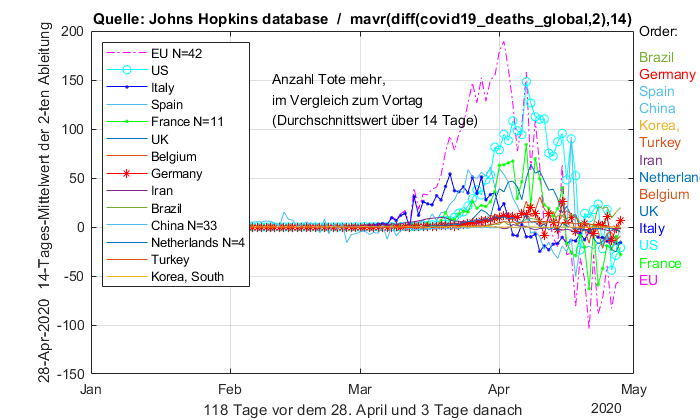 Quelle: Johns Hopkins database / mavr(diff(covid19_deaths_global,2),14)
Order:
28-Apr-2020 14-Tages-Mittelwert der 2-ten Ableitung
200
150
100
50
0
-50
-100
-150
EU N=42
US
Italy
Spain
France N=11
UK
Belgium
Germany
Iran
Brazil
China N=33
Netherlands N=4
Turkey
Korea, South
Anzahl Tote mehr,
im Vergleich zum Vortag
(Durchschnittswert über 14 Tage)
Brazil
Germany
Spain
China
Korea,
Turkey
Iran
Netherland
Belgium
UK
Italy
US
France
EU
Jan
Feb
Mar
Apr
May
118 Tage vor dem 28. April und 3 Tage danach
2020